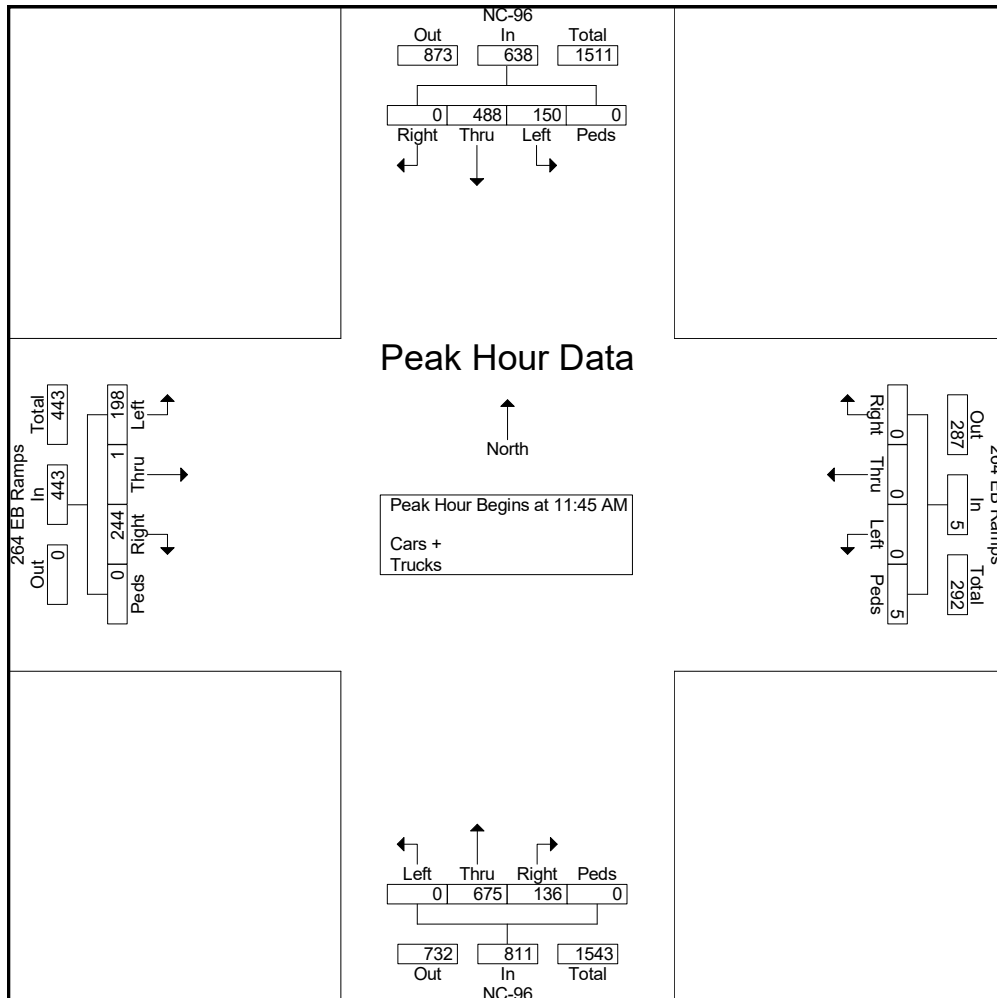 NC-96
Out In Total
873 638 1511
0 488 150 0
Right Thru Left Peds
Peak Hour Data
North
Peak Hour Begins at 11:45 AM
Cars +
Trucks
264 EB Ramps
Total In Out
443 443 0
198 1 244 0
Left Thru Right Peds
264 EB Ramps
Out In Total
287 5 292
0 0 0 5
Right Thru Left Peds
Left Thru Right Peds
0 675 136 0
732 811 1543
Out In Total
NC-96